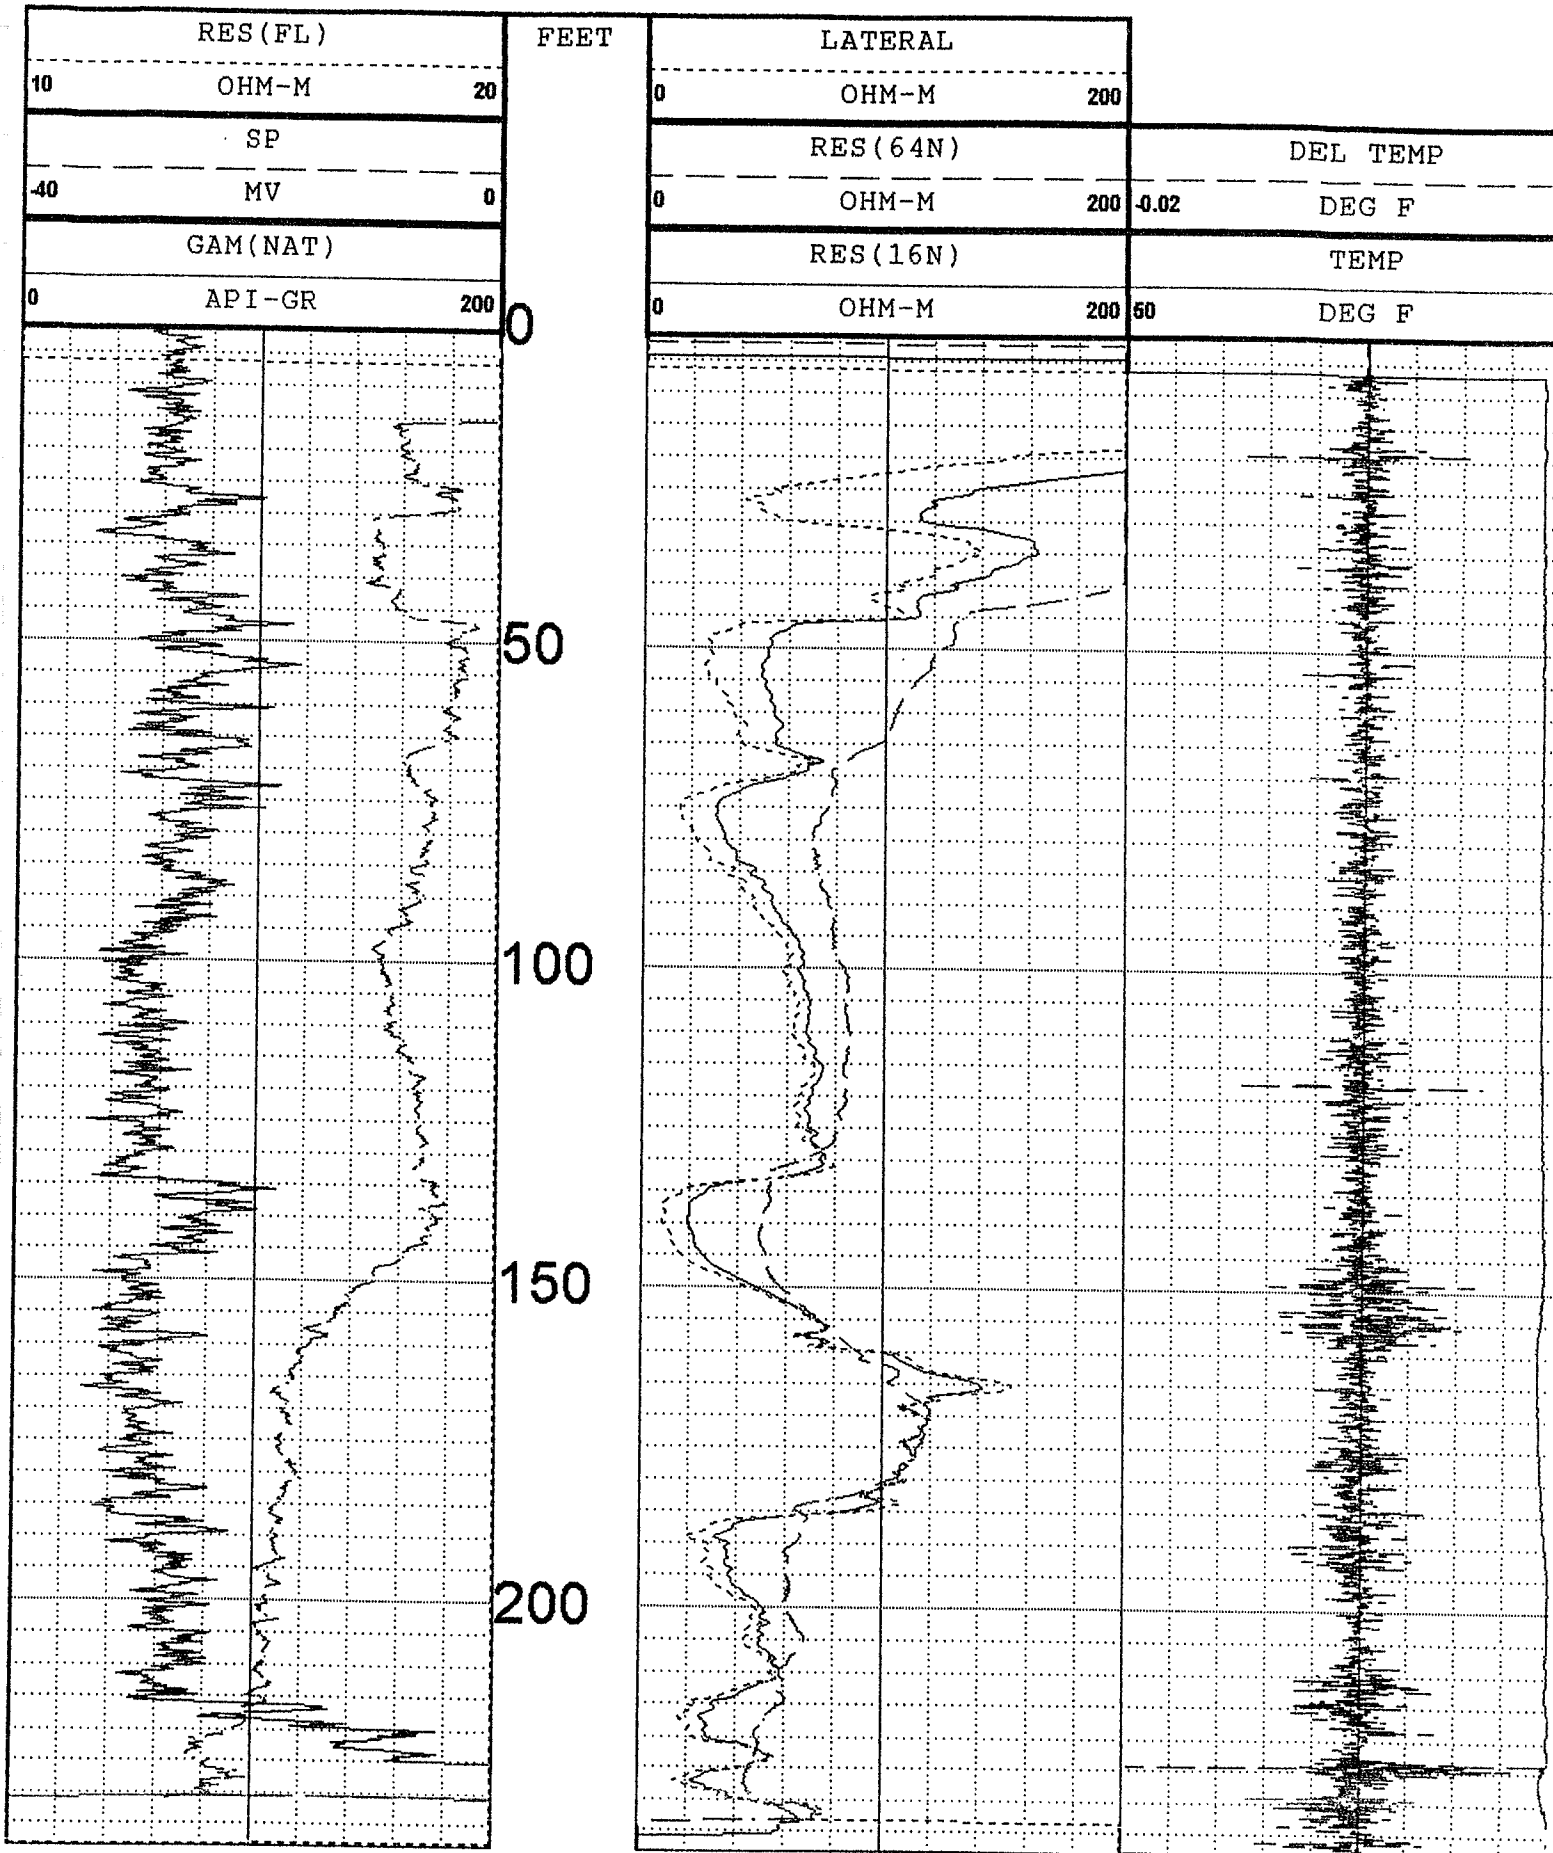 RES(FL)
10 OHM-M 20
SP
-40 MV 0
GAM(NAT)
0 API-GR 200
FEET
LATERAL
0 OHM-M 200
RES(64N)
0 OHM-M 200
RES(16N)
0 OHM-M 200
DEL TEMP
-0.02 DEG F
TEMP
50 DEG F
0
50
100
150
200